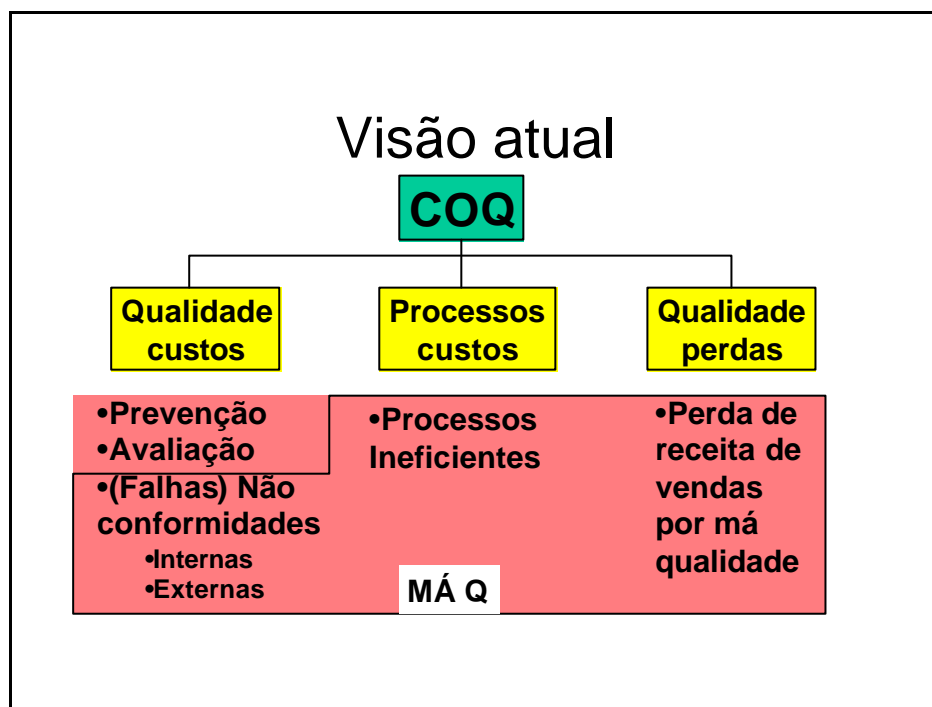 Visão atual
COQ
Qualidade
custos
Processos
custos
Qualidade
perdas
•Prevenção
•Avaliação
•(Falhas) Não
conformidades
•Internas
•Externas
•Processos
Ineficientes
•Perda de
receita de
vendas
por má
qualidade
MÁ Q